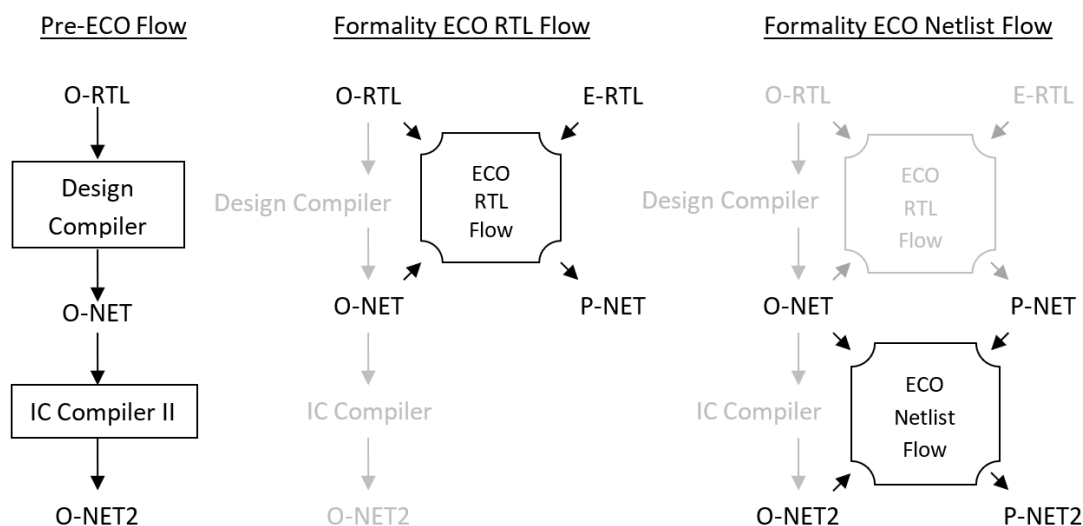 Pre-ECO Flow
O-RTL
Design
Compiler
O-NET
IC Compiler II
O-NET2
Formality ECO RTL Flow
O-RTL
E-RTL
Design Compiler
ECO
RTL
Flow
O-NET
P-NET
IC Compiler
O-NET2
Formality ECO Netlist Flow
O-RTL
E-RTL
Design Compiler
ECO
RTL
Flow
O-NET
P-NET
IC Compiler
ECO
Netlist
Flow
O-NET2
P-NET2